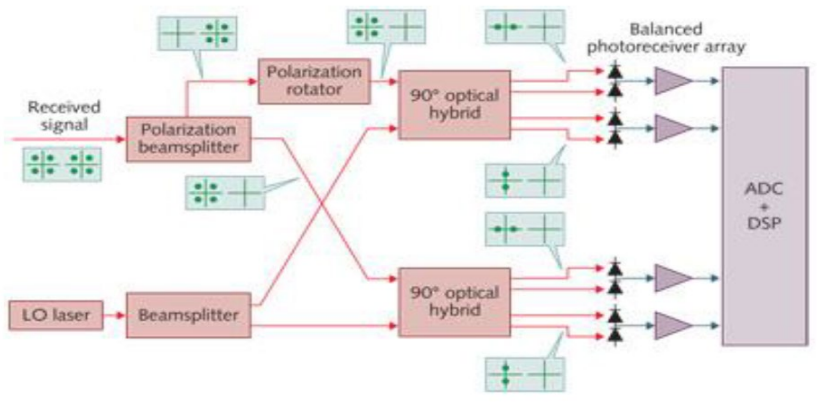 Balanced
photoreceiver array
Polarization
rotator
90° optical
hybrid
Received
signal
Polarization
beamsplitter
ADC
+
DSP
LO laser
Beamsplitter
90° optical
hybrid